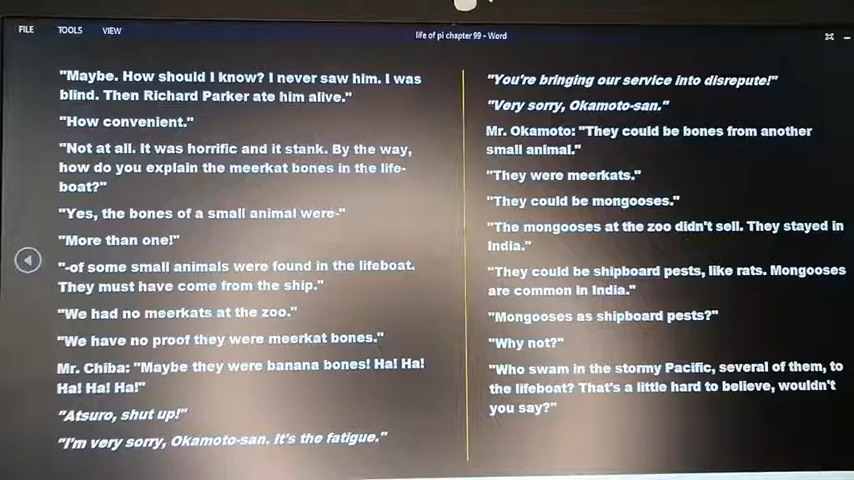 FILE TOOLS VIEW
life of pi chapter 99 - Word
"Maybe. How should I know? I never saw him. I was
blind. Then Richard Parker ate him alive."
"How convenient."
"Not at all. It was horrific and it stank. By the way,
how do you explain the meerkat bones in the life-
boat?"
"Yes, the bones of a small animal were-"
"More than one!"
"-of some small animals were found in the lifeboat.
They must have come from the ship."
"We had no meerkats at the zoo."
"We have no proof they were meerkat bones."
Mr. Chiba: "Maybe they were banana bones! Ha! Ha!
Ha! Ha! Ha!"
"Atsuro, shut up!"
"I'm very sorry, Okamoto-san. It's the fatigue."
"You're bringing our service into disrepute!"
"Very sorry, Okamoto-san."
Mr. Okamoto: "They could be bones from another
small animal."
"They were meerkats."
"They could be mongooses."
"The mongooses at the zoo didn't sell. They stayed in
India."
"They could be shipboard pests, like rats. Mongooses
are common in India."
"Mongooses as shipboard pests?"
"Why not?"
"Who swam in the stormy Pacific, several of them, to
the lifeboat? That's a little hard to believe, wouldn't
you say?"